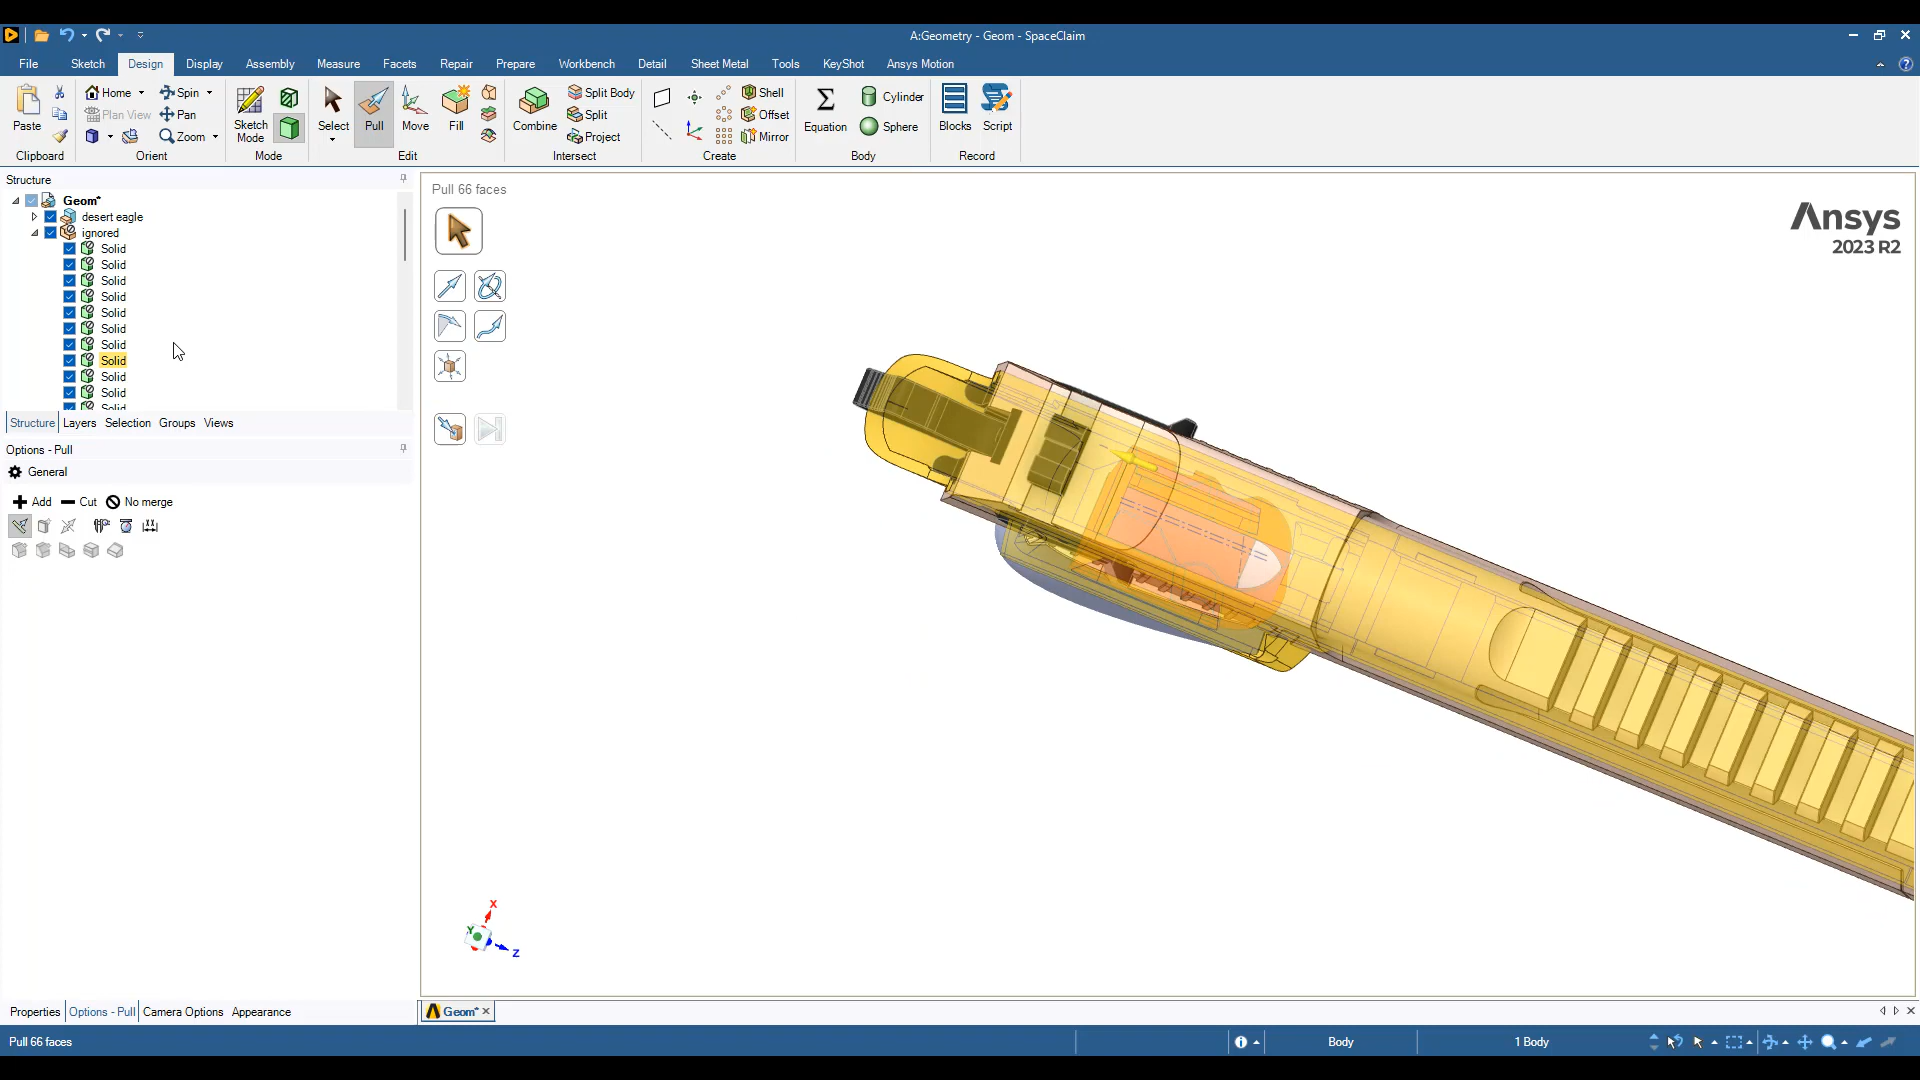 A:Geometry - Geom - SpaceClaim
File Sketch Design Display Assembly Measure Facets Repair Prepare Workbench Detail Sheet Metal Tools KeyShot Ansys Motion
Home Spin Split Body Shell Cylinder
Plan View Pan Split Offset
Zoom Project Mirror Sphere
Paste Sketch Mode Select Pull Move Fill Combine Equation Blocks Script
Clipboard Orient Mode Edit Intersect Create Body Record
Structure
Geom*
desert eagle
ignored
Solid
Solid
Solid
Solid
Solid
Solid
Solid
Solid
Solid
Solid
Solid
Structure Layers Selection Groups Views
Options - Pull
General
Add Cut No merge
Properties Options - Pull Camera Options Appearance
Pull 66 faces
Ansys
2023 R2
X
Y
Z
Geom*
Pull 66 faces Body 1 Body